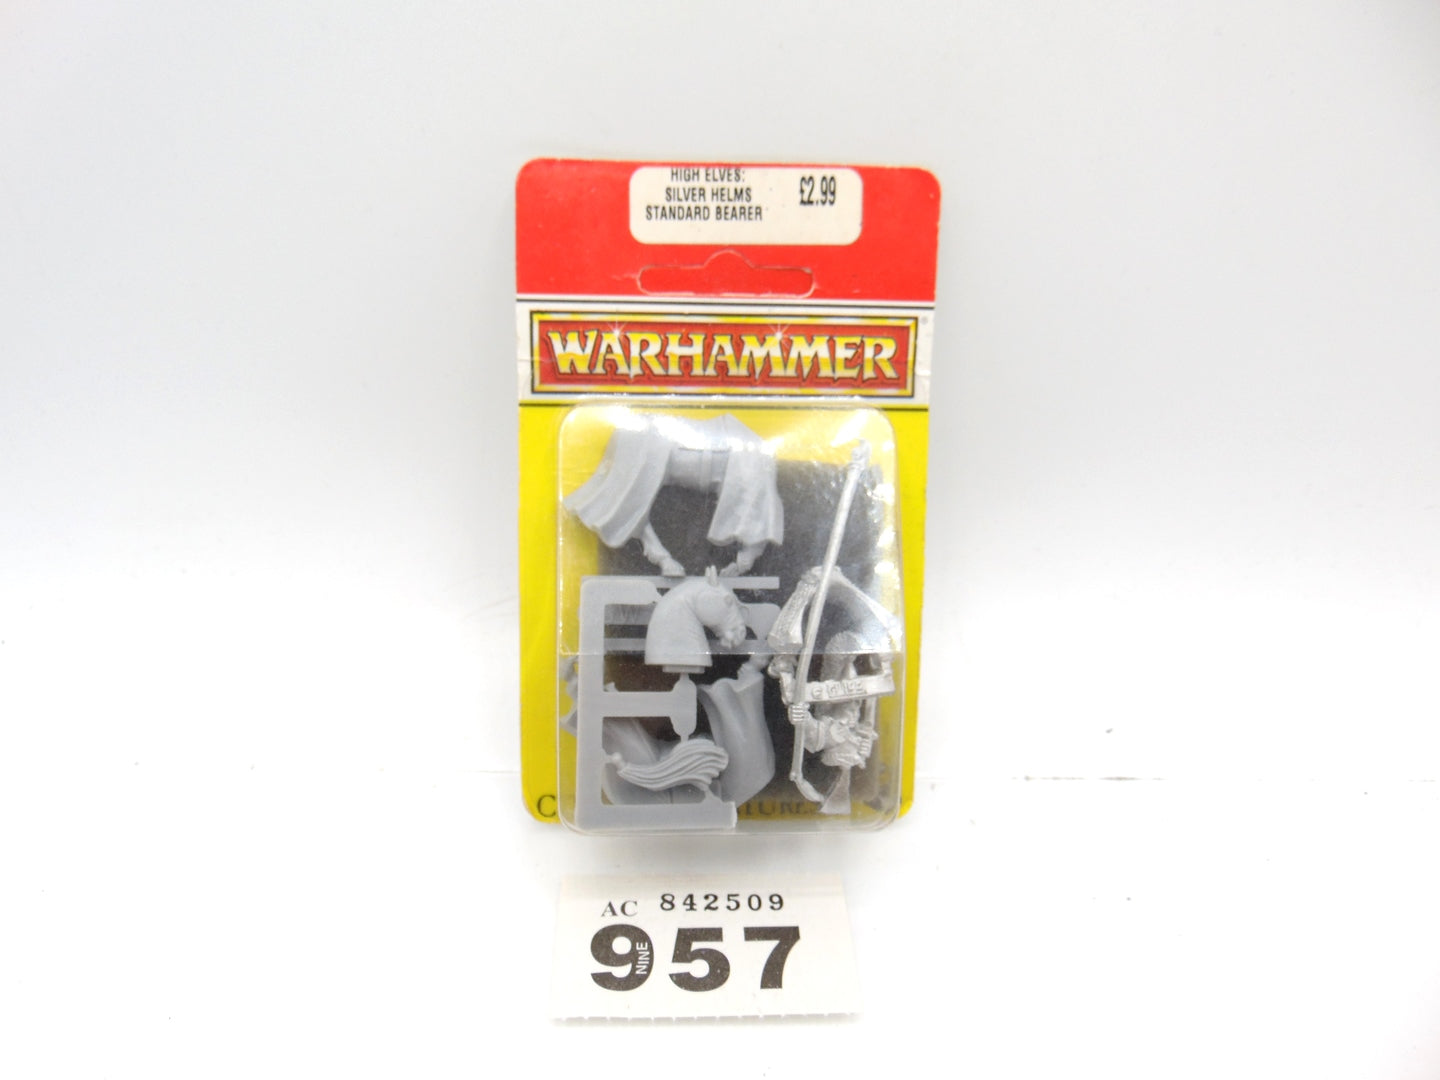 HIGH ELVES:
SILVER HELMS
STANDARD BEARER
£2.99
WARHAMMER
AC 842509
957
NINE